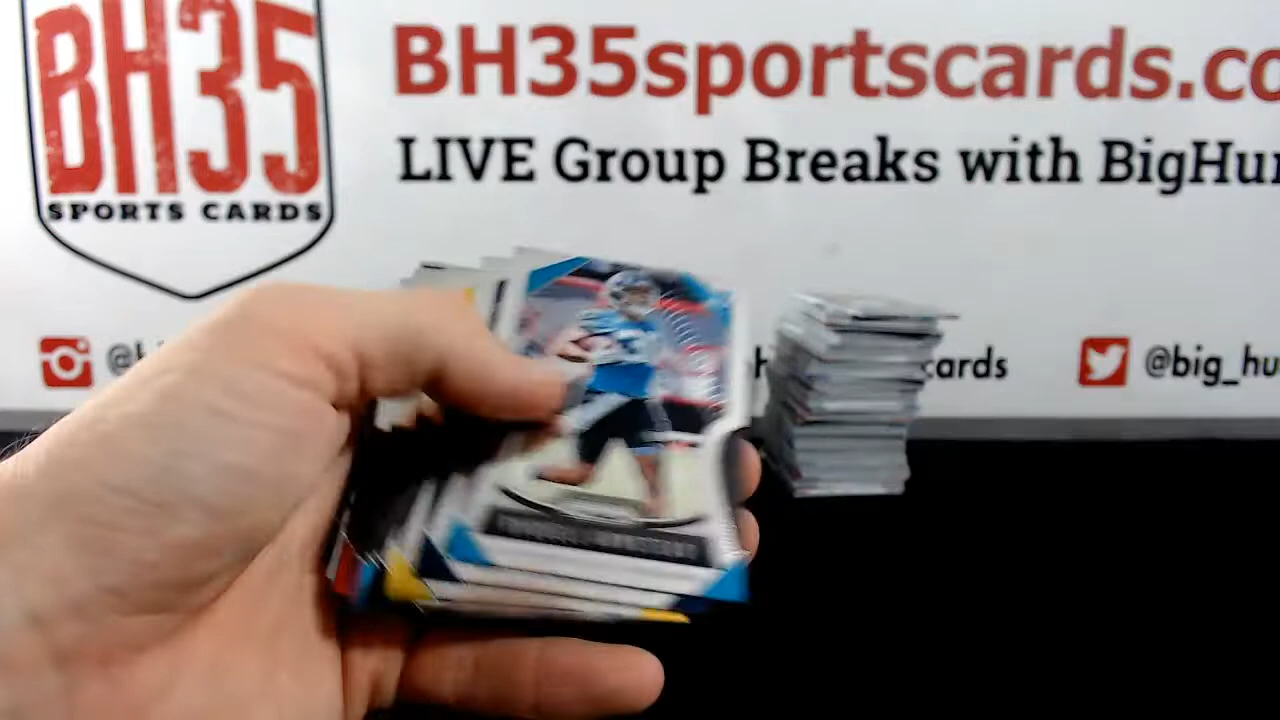 BH35
SPORTS CARDS
BH35sportscards.co
LIVE Group Breaks with BigHu
cards
@big_hu